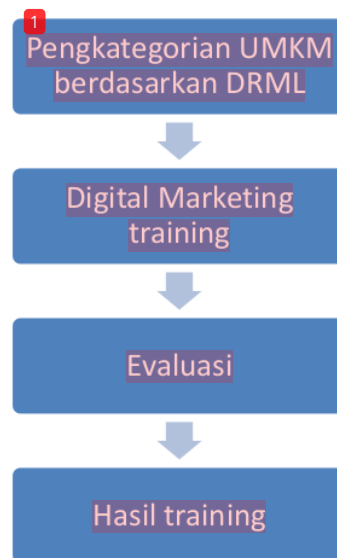 1
Pengkategorian UMKM
berdasarkan DRML
Digital Marketing
training
Evaluasi
Hasil training